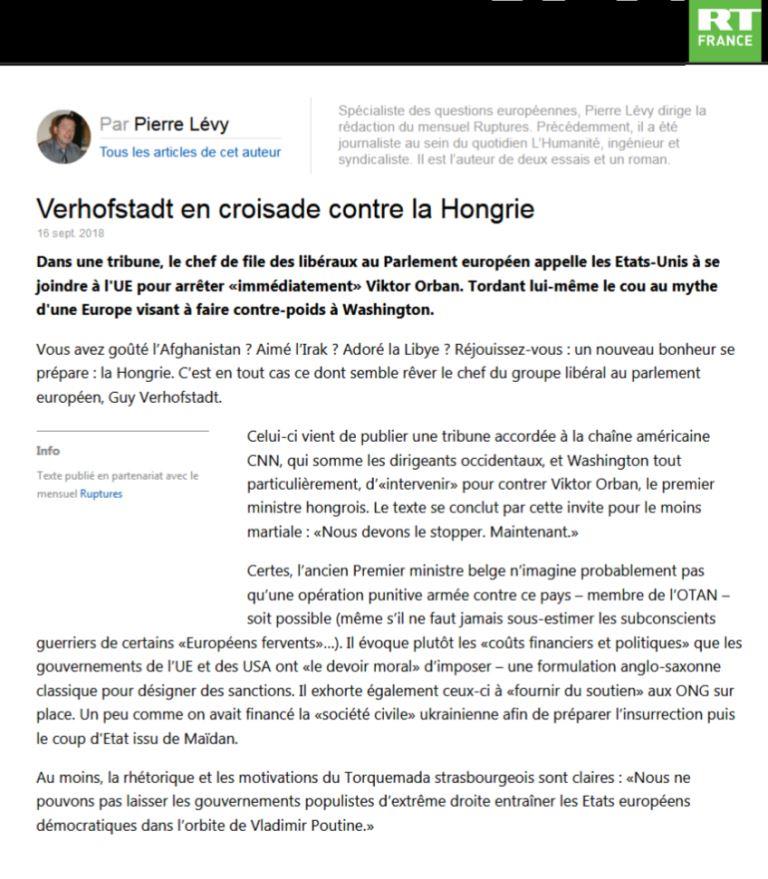 RT
FRANCE
Par Pierre Lévy
Tous les articles de cet auteur
Spécialiste des questions européennes, Pierre Lévy dirige la
rédaction du mensuel Ruptures. Précédemment, il a été
journaliste au sein du quotidien L'Humanité, ingénieur et
syndicaliste. Il est l'auteur de deux essais et un roman.
Verhofstadt en croisade contre la Hongrie
16 sept. 2018
Dans une tribune, le chef de file des libéraux au Parlement européen appelle les Etats-Unis à se
joindre à l'UE pour arrêter «immédiatement» Viktor Orban. Tordant lui-même le cou au mythe
d'une Europe visant à faire contre-poids à Washington.
Vous avez goûté l'Afghanistan ? Aimé l'Irak ? Adoré la Libye ? Réjouissez-vous : un nouveau bonheur se
prépare : la Hongrie. C'est en tout cas ce dont semble rêver le chef du groupe libéral au parlement
européen, Guy Verhofstadt.
Info
Texte publié en partenariat avec le
mensuel Ruptures
Celui-ci vient de publier une tribune accordée à la chaîne américaine
CNN, qui somme les dirigeants occidentaux, et Washington tout
particulièrement, d'«intervenir» pour contrer Viktor Orban, le premier
ministre hongrois. Le texte se conclut par cette invite pour le moins
martiale : «Nous devons le stopper. Maintenant.»
Certes, l'ancien Premier ministre belge n'imagine probablement pas
qu'une opération punitive armée contre ce pays – membre de l'OTAN –
soit possible (même s'il ne faut jamais sous-estimer les subconscients
guerriers de certains «Européens fervents»...). Il évoque plutôt les «coûts financiers et politiques» que les
gouvernements de l'UE et des USA ont «le devoir moral» d'imposer – une formulation anglo-saxonne
classique pour désigner des sanctions. Il exhorte également ceux-ci à «fournir du soutien» aux ONG sur
place. Un peu comme on avait financé la «société civile» ukrainienne afin de préparer l'insurrection puis
le coup d'Etat issu de Maïdan.
Au moins, la rhétorique et les motivations du Torquemada strasbourgeois sont claires : «Nous ne
pouvons pas laisser les gouvernements populistes d'extrême droite entraîner les Etats européens
démocratiques dans l'orbite de Vladimir Poutine.»